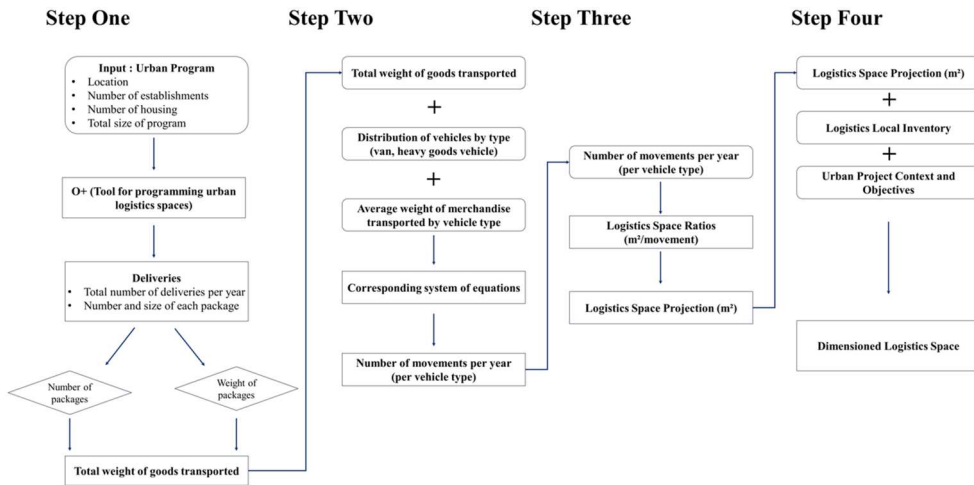 Step One
Input : Urban Program
• Location
• Number of establishments
• Number of housing
• Total size of program
O+ (Tool for programming urban
logistics spaces)
Deliveries
• Total number of deliveries per year
• Number and size of each package
Number of
packages
Weight of
packages
Total weight of goods transported
Step Two
Total weight of goods transported
+
Distribution of vehicles by type
(van, heavy goods vehicle)
+
Average weight of merchandise
transported by vehicle type
Corresponding system of equations
Number of movements per year
(per vehicle type)
Step Three
Number of movements per year
(per vehicle type)
Logistics Space Ratios
(m²/movement)
Logistics Space Projection (m²)
Step Four
Logistics Space Projection (m²)
+
Logistics Local Inventory
+
Urban Project Context and
Objectives
Dimensioned Logistics Space